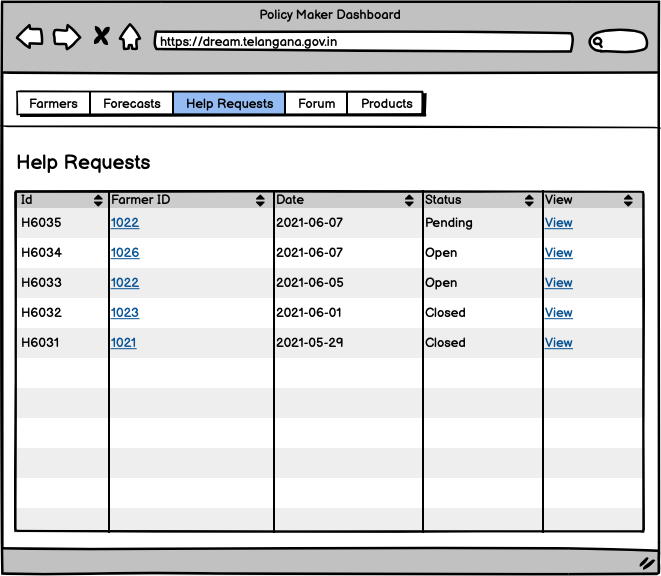 Policy Maker Dashboard
https://dream.telangana.gov.in
Farmers Forecasts Help Requests Forum Products
Help Requests
Id Farmer ID Date Status View
H6035 1022 2021-06-07 Pending View
H6034 1026 2021-06-07 Open View
H6033 1022 2021-06-05 Open View
H6032 1023 2021-06-01 Closed View
H6031 1021 2021-05-29 Closed View